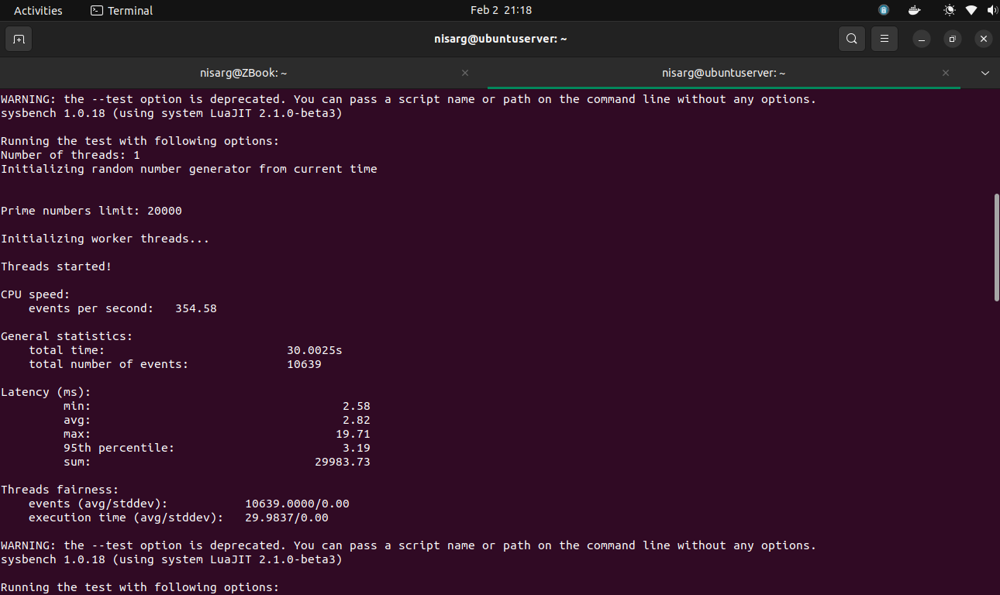 Activities Terminal Feb 2 21:18
nisarg@ubuntuserver: ~
nisarg@ZBook: ~ nisarg@ubuntuserver: ~
WARNING: the --test option is deprecated. You can pass a script name or path on the command line without any options.
sysbench 1.0.18 (using system LuaJIT 2.1.0-beta3)
Running the test with following options:
Number of threads: 1
Initializing random number generator from current time
Prime numbers limit: 20000
Initializing worker threads...
Threads started!
CPU speed:
events per second: 354.58
General statistics:
total time: 30.0025s
total number of events: 10639
Latency (ms):
min: 2.58
avg: 2.82
max: 19.71
95th percentile: 3.19
sum: 29983.73
Threads fairness:
events (avg/stddev): 10639.0000/0.00
execution time (avg/stddev): 29.9837/0.00
WARNING: the --test option is deprecated. You can pass a script name or path on the command line without any options.
sysbench 1.0.18 (using system LuaJIT 2.1.0-beta3)
Running the test with following options: